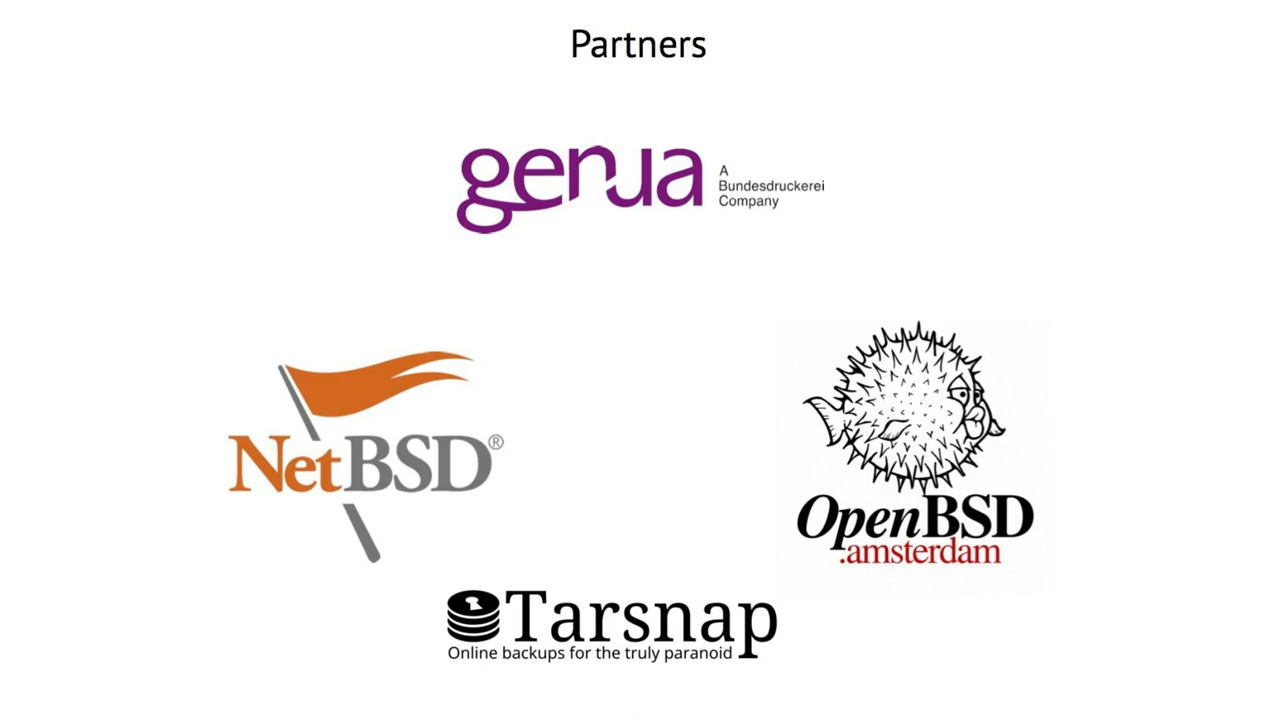 Partners
genua
A
Bundesdruckerei
Company
NetBSD®
OpenBSD
.amsterdam
Tarsnap
Online backups for the truly paranoid